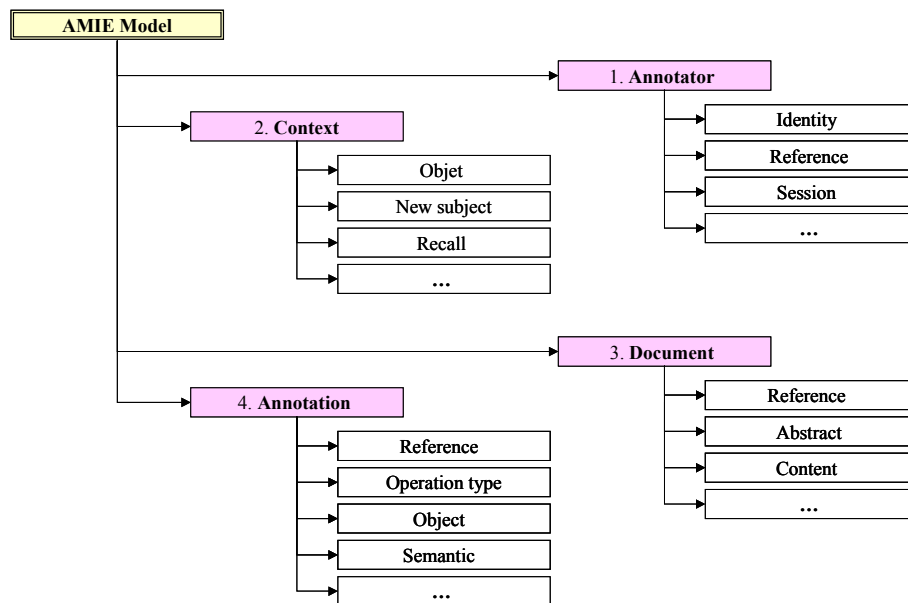 AMIE Model
1. Annotator
Identity
Reference
Session
...
2. Context
Objet
New subject
Recall
...
3. Document
Reference
Abstract
Content
...
4. Annotation
Reference
Operation type
Object
Semantic
...